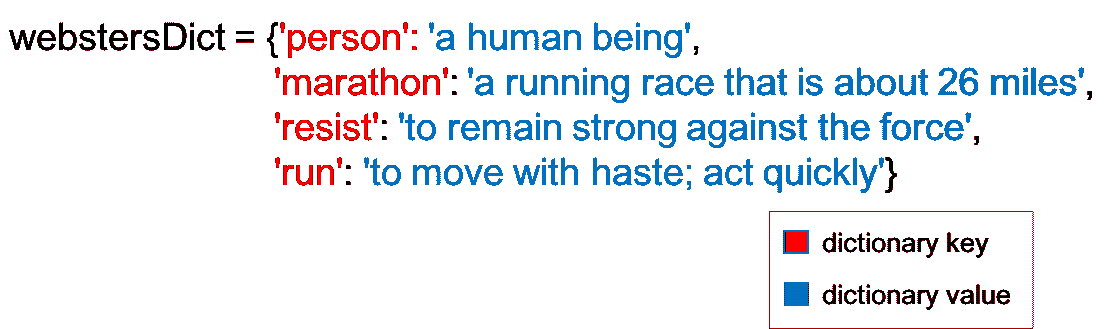 webstersDict = {'person': 'a human being',
'marathon': 'a running race that is about 26 miles',
'resist': 'to remain strong against the force',
'run': 'to move with haste; act quickly'}
dictionary key
dictionary value